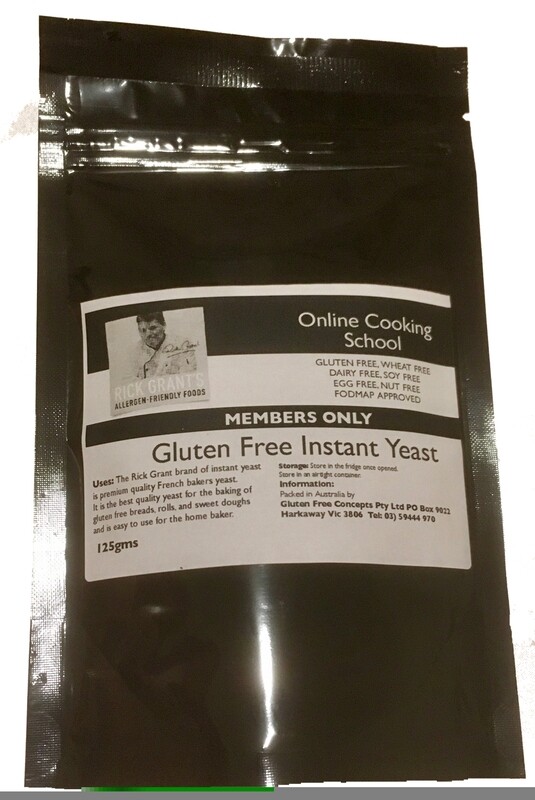 RICK GRANT'S
ALLERGEN-FRIENDLY FOODS
Online Cooking
School
GLUTEN FREE, WHEAT FREE
DAIRY FREE, SOY FREE
EGG FREE, NUT FREE
FODMAP APPROVED
MEMBERS ONLY
Gluten Free Instant Yeast
Uses: The Rick Grant brand of instant yeast
is premium quality French bakers yeast.
It is the best quality yeast for the baking of
gluten free breads, rolls, and sweet doughs
and is easy to use for the home baker.
125gms
Storage: Store in the fridge once opened.
Store in an airtight container.
Information:
Packed in Australia by
Gluten Free Concepts Pty Ltd PO Box 9022
Harkaway Vic 3806 Tel: 03) 59444 970